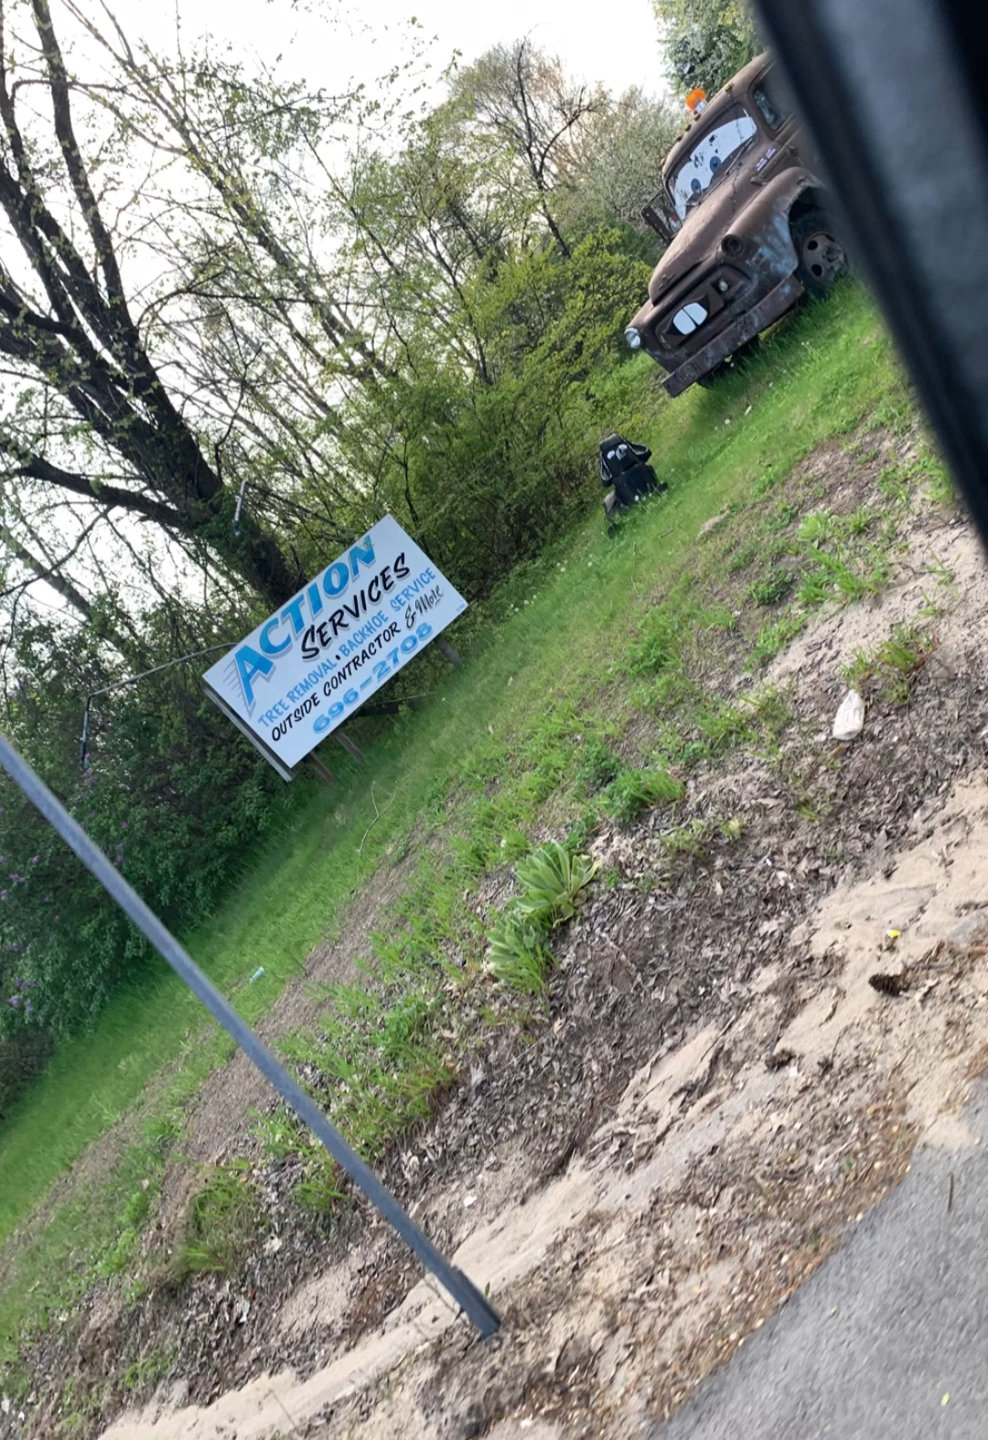 ACTION
SERVICES
TREE REMOVAL • BACKHOE SERVICE
OUTSIDE CONTRACTOR & More
696-2708